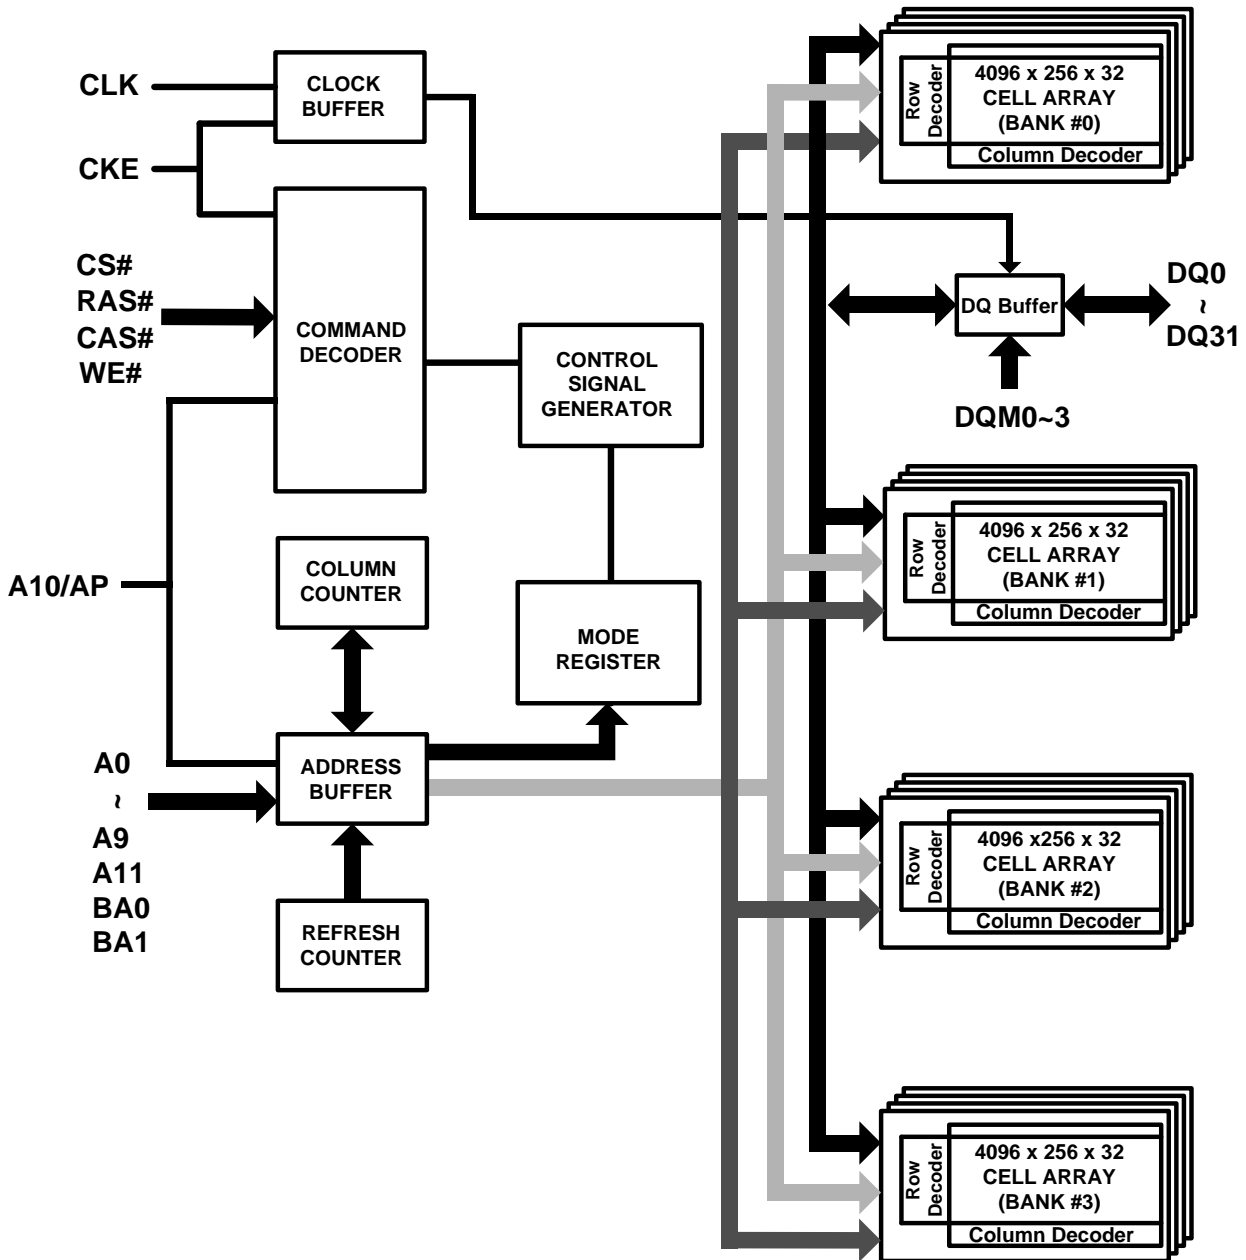 CLK
CKE
CS#
RAS#
CAS#
WE#
A10/AP
A0
~
A9
A11
BA0
BA1
CLOCK
BUFFER
COMMAND
DECODER
COLUMN
COUNTER
ADDRESS
BUFFER
REFRESH
COUNTER
CONTROL
SIGNAL
GENERATOR
MODE
REGISTER
Row
Decoder
4096 x 256 x 32
CELL ARRAY
(BANK #0)
Column Decoder
DQ Buffer
DQ0
~
DQ31
DQM0~3
Row
Decoder
4096 x 256 x 32
CELL ARRAY
(BANK #1)
Column Decoder
Row
Decoder
4096 x256 x 32
CELL ARRAY
(BANK #2)
Column Decoder
Row
Decoder
4096 x 256 x 32
CELL ARRAY
(BANK #3)
Column Decoder